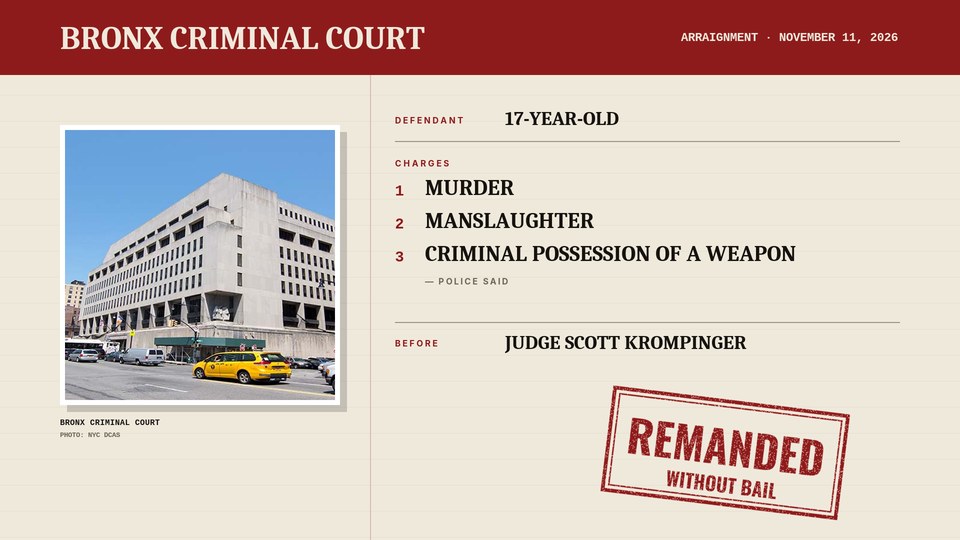 BRONX CRIMINAL COURT
ARRAIGNMENT · NOVEMBER 11, 2026
DEFENDANT 17-YEAR-OLD
CHARGES
1 MURDER
2 MANSLAUGHTER
3 CRIMINAL POSSESSION OF A WEAPON
— POLICE SAID
BEFORE JUDGE SCOTT KROMPINGER
REMANDED
WITHOUT BAIL
BRONX CRIMINAL COURT
PHOTO: NYC DCAS